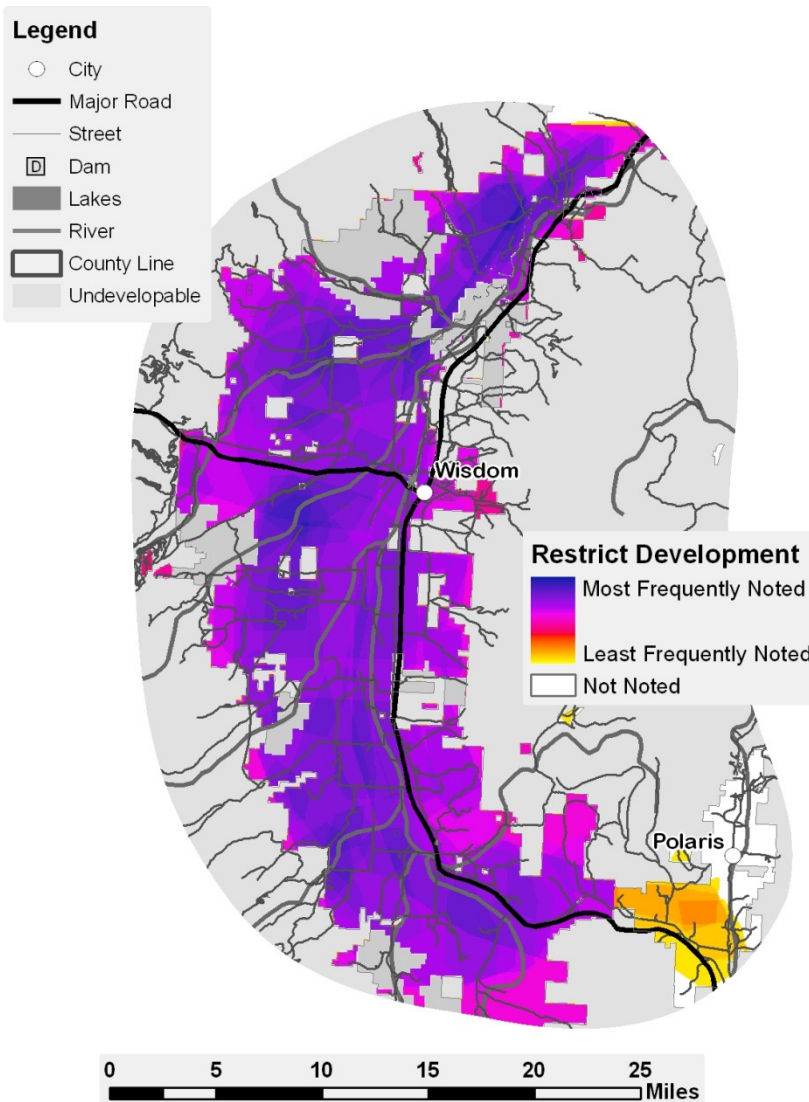 Legend
City
Major Road
Street
D Dam
Lakes
River
County Line
Undevelopable
Wisdom
Restrict Development
Most Frequently Noted
Least Frequently Noted
Not Noted
Polaris
0 5 10 15 20 25
Miles